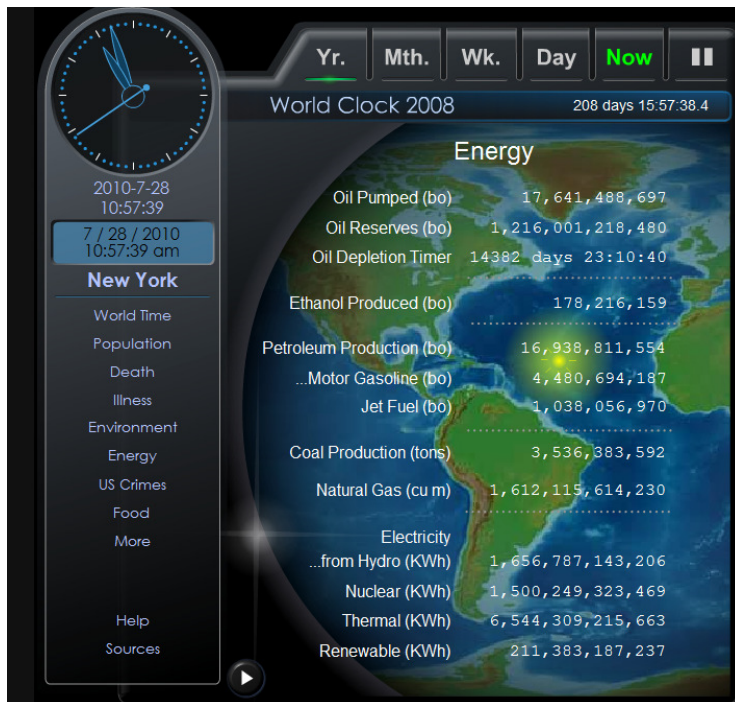 Yr. Mth. Wk. Day Now
World Clock 2008 208 days 15:57:38.4
2010-7-28
10:57:39
7 / 28 / 2010
10:57:39 am
New York
World Time
Population
Death
Illness
Environment
Energy
US Crimes
Food
More
Help
Sources
Energy
Oil Pumped (bo) 17,641,488,697
Oil Reserves (bo) 1,216,001,218,480
Oil Depletion Timer 14382 days 23:10:40
Ethanol Produced (bo) 178,216,159
Petroleum Production (bo) 16,938,811,554
...Motor Gasoline (bo) 4,480,694,187
Jet Fuel (bo) 1,038,056,970
Coal Production (tons) 3,536,383,592
Natural Gas (cu m) 1,612,115,614,230
Electricity
...from Hydro (KWh) 1,656,787,143,206
Nuclear (KWh) 1,500,249,323,469
Thermal (KWh) 6,544,309,215,663
Renewable (KWh) 211,383,187,237